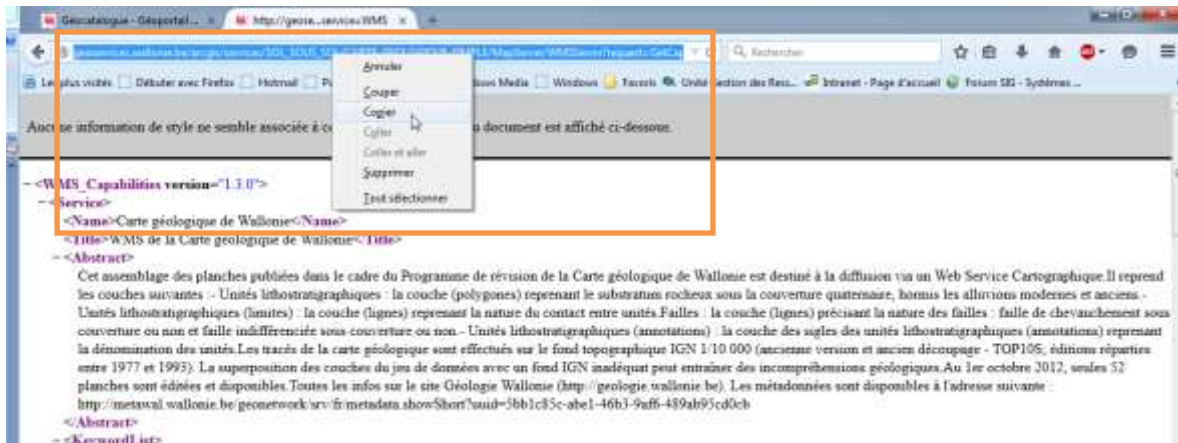 Géocatalogue - Géoportail...
http://geose...services/WMS
geoservices.wallonie.be/arcgis/services/SOL_SOUS_SOL/CARTE_GEOLOGIQUE_SIMPLE/MapServer/WMSServer?request=GetCap
Rechercher
Les plus visités Débuter avec Firefox Hotmail Windows Media Windows Favoris Intranet - Page d'accueil Forum SIG - Systèmes...
Annuler
Couper
Copier
Coller
Coller et aller
Supprimer
Tout sélectionner
Aucune information de style ne semble associée à document est affiché ci-dessous.
-<WMS_Capabilities version="1.3.0">
-<Service>
<Name>Carte géologique de Wallonie</Name>
<Title>WMS de la Carte géologique de Wallonie</Title>
-<Abstract>
Cet assemblage des planches publiées dans le cadre du Programme de révision de la Carte géologique de Wallonie est destiné à la diffusion via un Web Service Cartographique.Il reprend
les couches suivantes :- Unités lithostratigraphiques : la couche (polygones) reprenant le substratum rocheux sous la couverture quaternaire, hormis les alluvions modernes et anciens.-
Unités lithostratigraphiques (limites) : la couche (lignes) reprenant la nature du contact entre unités.Failles : la couche (lignes) précisant la nature des failles : faille de chevauchement sous
couverture ou non et faille indifférenciée sous couverture ou non.- Unités lithostratigraphiques (annotations) : la couche des sigles des unités lithostratigraphiques (annotations) reprenant
la dénomination des unités.Les tracés de la carte géologique sont effectués sur le fond topographique IGN 1/10 000 (ancienne version et ancien découpage - TOP10S, éditions réparties
entre 1977 et 1993). La superposition des couches du jeu de données avec un fond IGN inadéquat peut entraîner des incompréhensions géologiques.Au 1er octobre 2012, seules 52
planches sont éditées et disponibles.Toutes les infos sur le site Géologie Wallonie (http://geologie.wallonie.be). Les métadonnées sont disponibles à l'adresse suivante :
http://metawal.wallonie.be/geonetwork/srv/fr/metadata.showShort?uuid=5bb1c85c-abe1-46b3-9af6-489ab95cd0cb
</Abstract>
-<KeywordList>